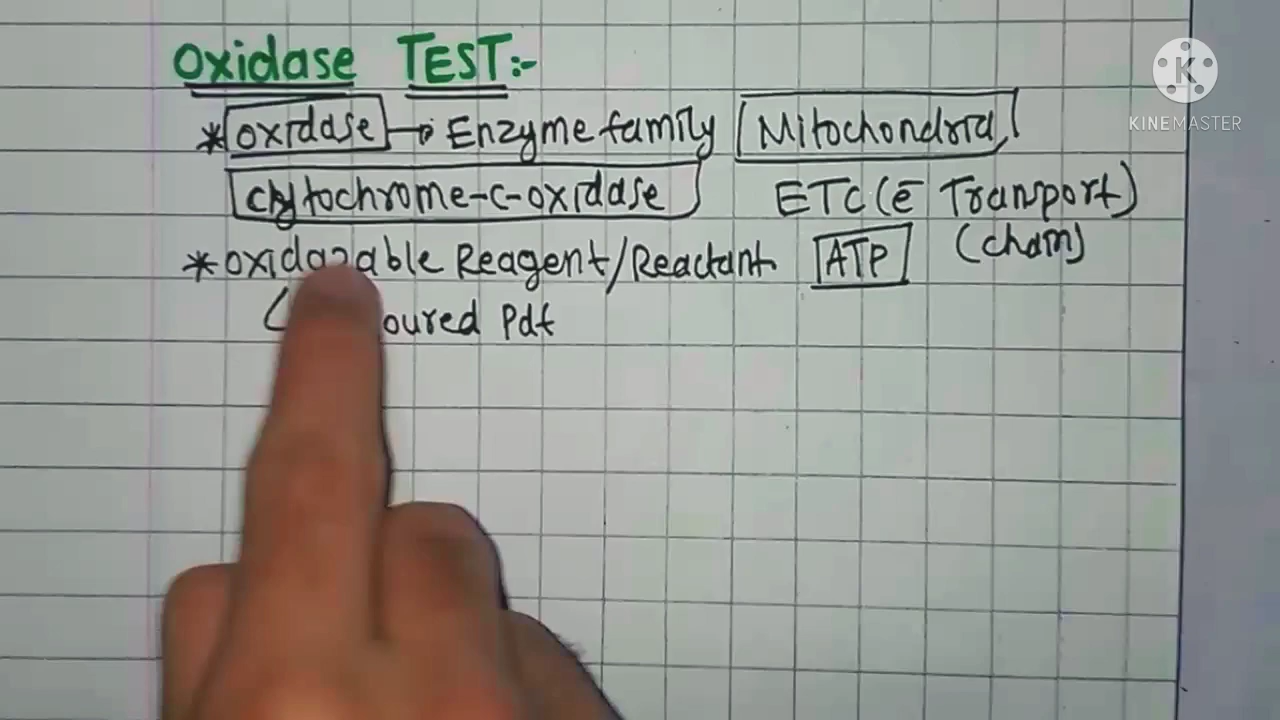 Oxidase TEST:-
* oxidase → Enzyme family Mitochondria
Cytochrome-c-oxidase ETC (ē Transport)
(chain)
* oxidazable Reagent/Reactant ATP
oured Pdt
K
KINEMASTER